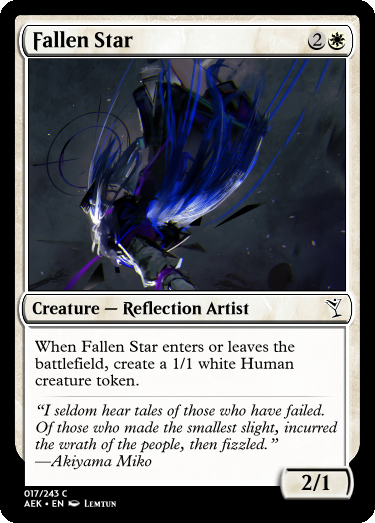 Fallen Star
2
Creature — Reflection Artist
When Fallen Star enters or leaves the
battlefield, create a 1/1 white Human
creature token.
“I seldom hear tales of those who have failed.
Of those who made the smallest slight, incurred
the wrath of the people, then fizzled.”
—Akiyama Miko
2/1
017/243 C
AEK • EN Lemtun